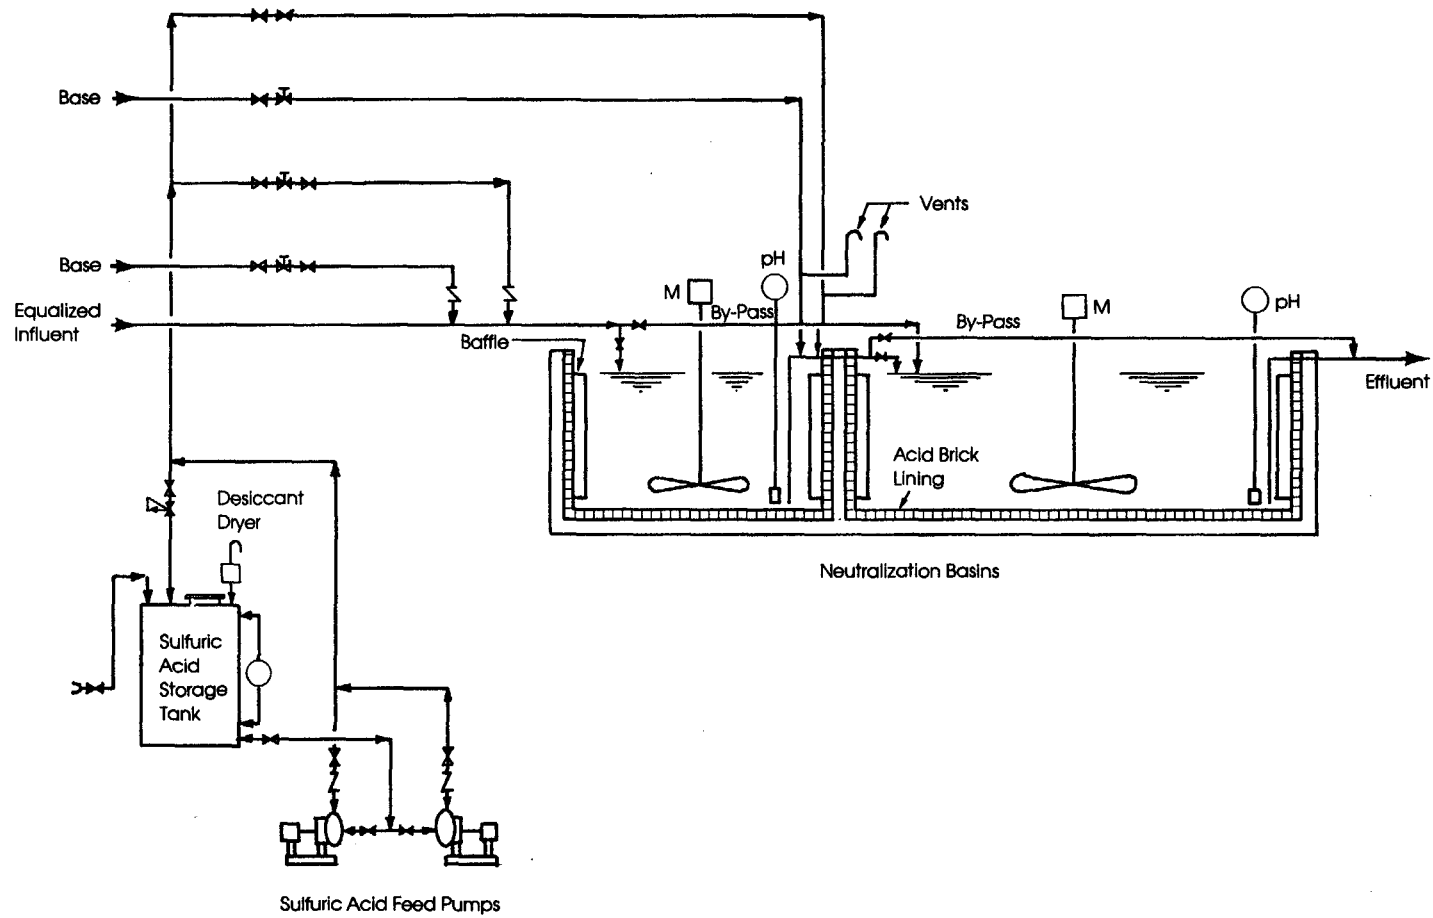 Base
Vents
Base
pH
M
Equalized
Influent
By-Pass
M
pH
By-Pass
Baffle
Effluent
Acid Brick
Lining
Desiccant
Dryer
Neutralization Basins
Sulfuric
Acid
Storage
Tank
Sulfuric Acid Feed Pumps